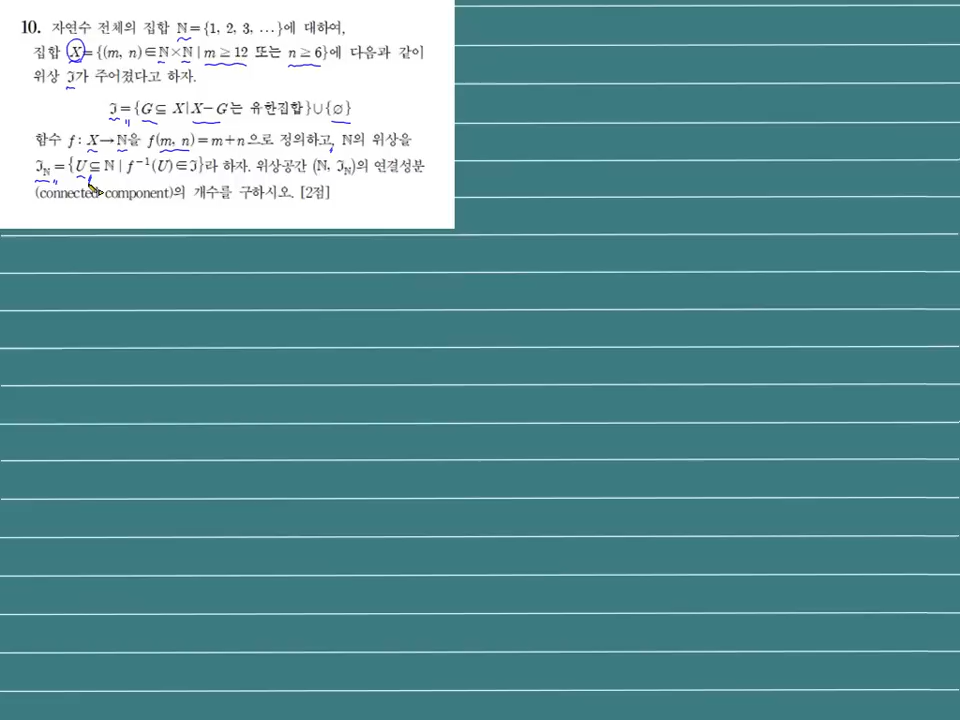 10. 자연수 전체의 집합 ℕ={1, 2, 3, …}에 대하여,
집합 X={(m, n)∈ℕ×ℕ | m≥12 또는 n≥6}에 다음과 같이
위상 ℑ가 주어졌다고 하자.
ℑ={G⊆X | X−G는 유한집합}∪{∅}
함수 f : X→ℕ을 f(m, n)=m+n으로 정의하고, ℕ의 위상을
ℑ_ℕ={U⊆ℕ | f⁻¹(U)∈ℑ}라 하자. 위상공간 (ℕ, ℑ_ℕ)의 연결성분
(connected component)의 개수를 구하시오. [2점]